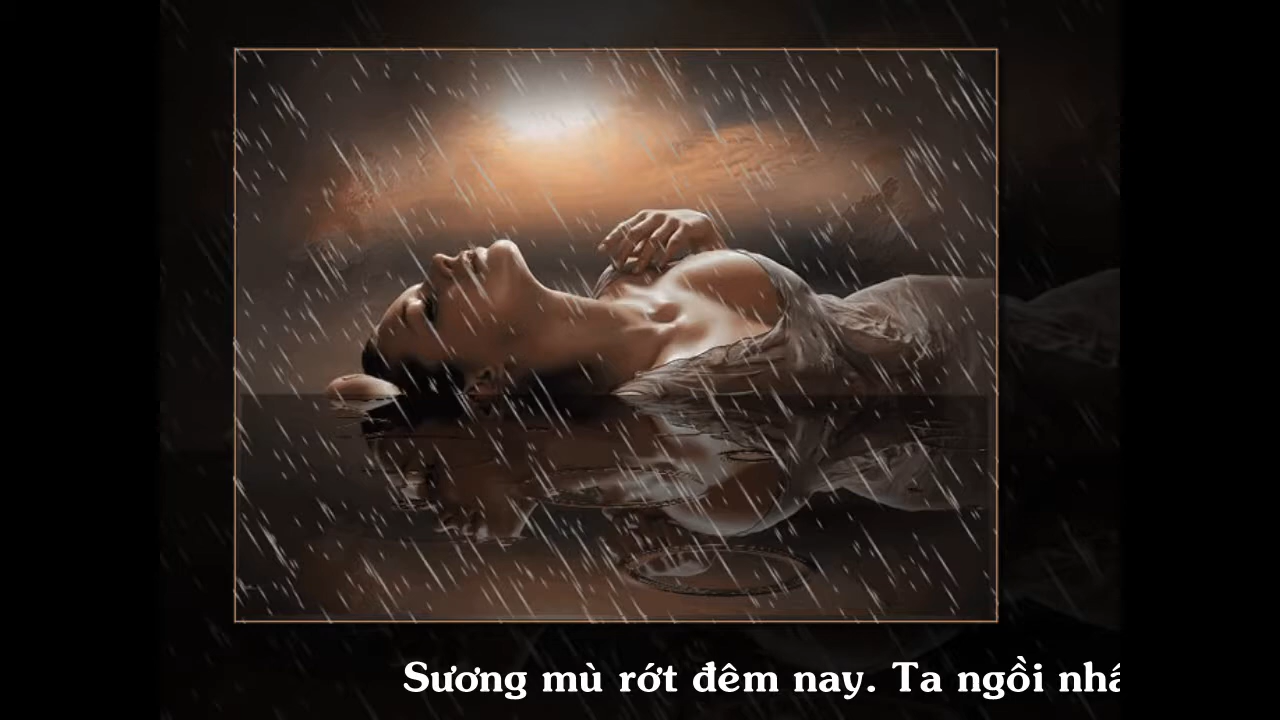 Sương mù rớt đêm nay. Ta ngồi